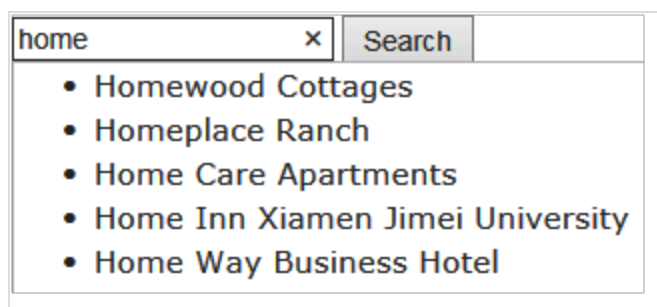 home × Search
• Homewood Cottages
• Homeplace Ranch
• Home Care Apartments
• Home Inn Xiamen Jimei University
• Home Way Business Hotel